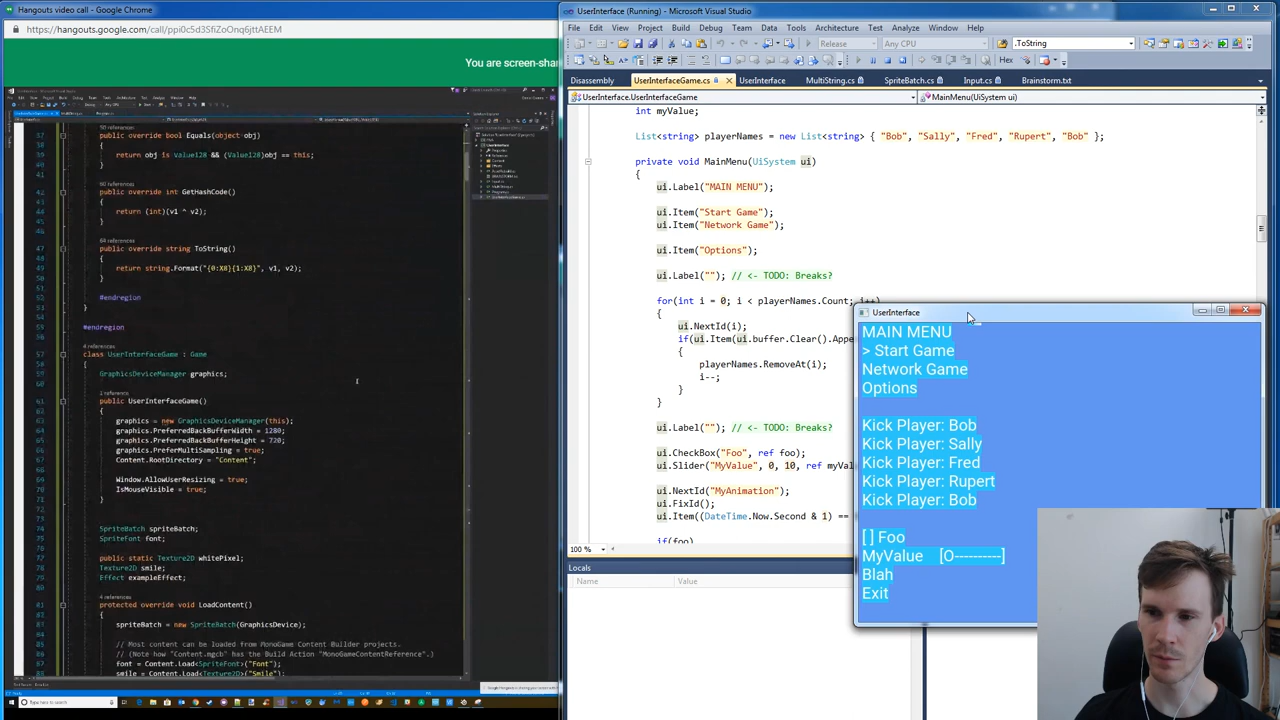 Hangouts video call - Google Chrome
https://hangouts.google.com/call/ppi0c5d3SfiZoOnq6jttAEEM
You are screen-shar
public override bool Equals(object obj)
{
return obj is Value128 && (Value128)obj == this;
}
public override int GetHashCode()
{
return (int)(v1 ^ v2);
}
64 references
public override string ToString()
{
return string.Format("{0:X8}{1:X8}", v1, v2);
}
#endregion
}
#endregion
4 references
class UserInterfaceGame : Game
{
GraphicsDeviceManager graphics;
1 reference
public UserInterfaceGame()
{
graphics = new GraphicsDeviceManager(this);
graphics.PreferredBackBufferWidth = 1280;
graphics.PreferredBackBufferHeight = 720;
graphics.PreferMultiSampling = true;
Content.RootDirectory = "Content";
Window.AllowUserResizing = true;
IsMouseVisible = true;
}
SpriteBatch spriteBatch;
SpriteFont font;
public static Texture2D whitePixel;
Texture2D smile;
Effect exampleEffect;
4 references
protected override void LoadContent()
{
spriteBatch = new SpriteBatch(GraphicsDevice);
// Most content can be loaded from MonoGame Content Builder projects.
// (Note how "Content.mgcb" has the Build Action "MonoGameContentReference".)
font = Content.Load<SpriteFont>("Font");
smile = Content.Load<Texture2D>("Smile");
UserInterface (Running) - Microsoft Visual Studio
File Edit View Project Build Debug Team Data Tools Architecture Test Analyze Window Help
Release Any CPU .ToString
Hex
Disassembly UserInterfaceGame.cs UserInterface MultiString.cs SpriteBatch.cs Input.cs Brainstorm.txt
UserInterface.UserInterfaceGame MainMenu(UiSystem ui)
int myValue;
List<string> playerNames = new List<string> { "Bob", "Sally", "Fred", "Rupert", "Bob" };
private void MainMenu(UiSystem ui)
{
ui.Label("MAIN MENU");
ui.Item("Start Game");
ui.Item("Network Game");
ui.Item("Options");
ui.Label(""); // <- TODO: Breaks?
for(int i = 0; i < playerNames.Count; i++)
{
ui.NextId(i);
if(ui.Item(ui.buffer.Clear().Appe
{
playerNames.RemoveAt(i);
i--;
}
}
ui.Label(""); // <- TODO: Breaks?
ui.CheckBox("Foo", ref foo);
ui.Slider("MyValue", 0, 10, ref myVal
ui.NextId("MyAnimation");
ui.FixId();
ui.Item((DateTime.Now.Second & 1) ==
if(foo)
100 %
Locals
Name Value
UserInterface
MAIN MENU
> Start Game
Network Game
Options
Kick Player: Bob
Kick Player: Sally
Kick Player: Fred
Kick Player: Rupert
Kick Player: Bob
[ ] Foo
MyValue [O----------]
Blah
Exit